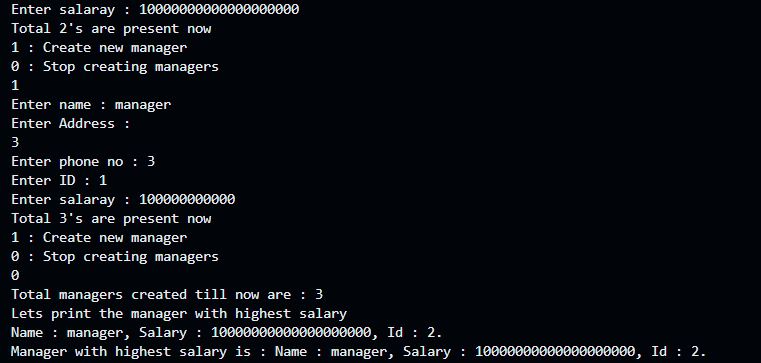 Enter salaray : 10000000000000000000
Total 2's are present now
1 : Create new manager
0 : Stop creating managers
1
Enter name : manager
Enter Address :
3
Enter phone no : 3
Enter ID : 1
Enter salaray : 100000000000
Total 3's are present now
1 : Create new manager
0 : Stop creating managers
0
Total managers created till now are : 3
Lets print the manager with highest salary
Name : manager, Salary : 10000000000000000000, Id : 2.
Manager with highest salary is : Name : manager, Salary : 10000000000000000000, Id : 2.